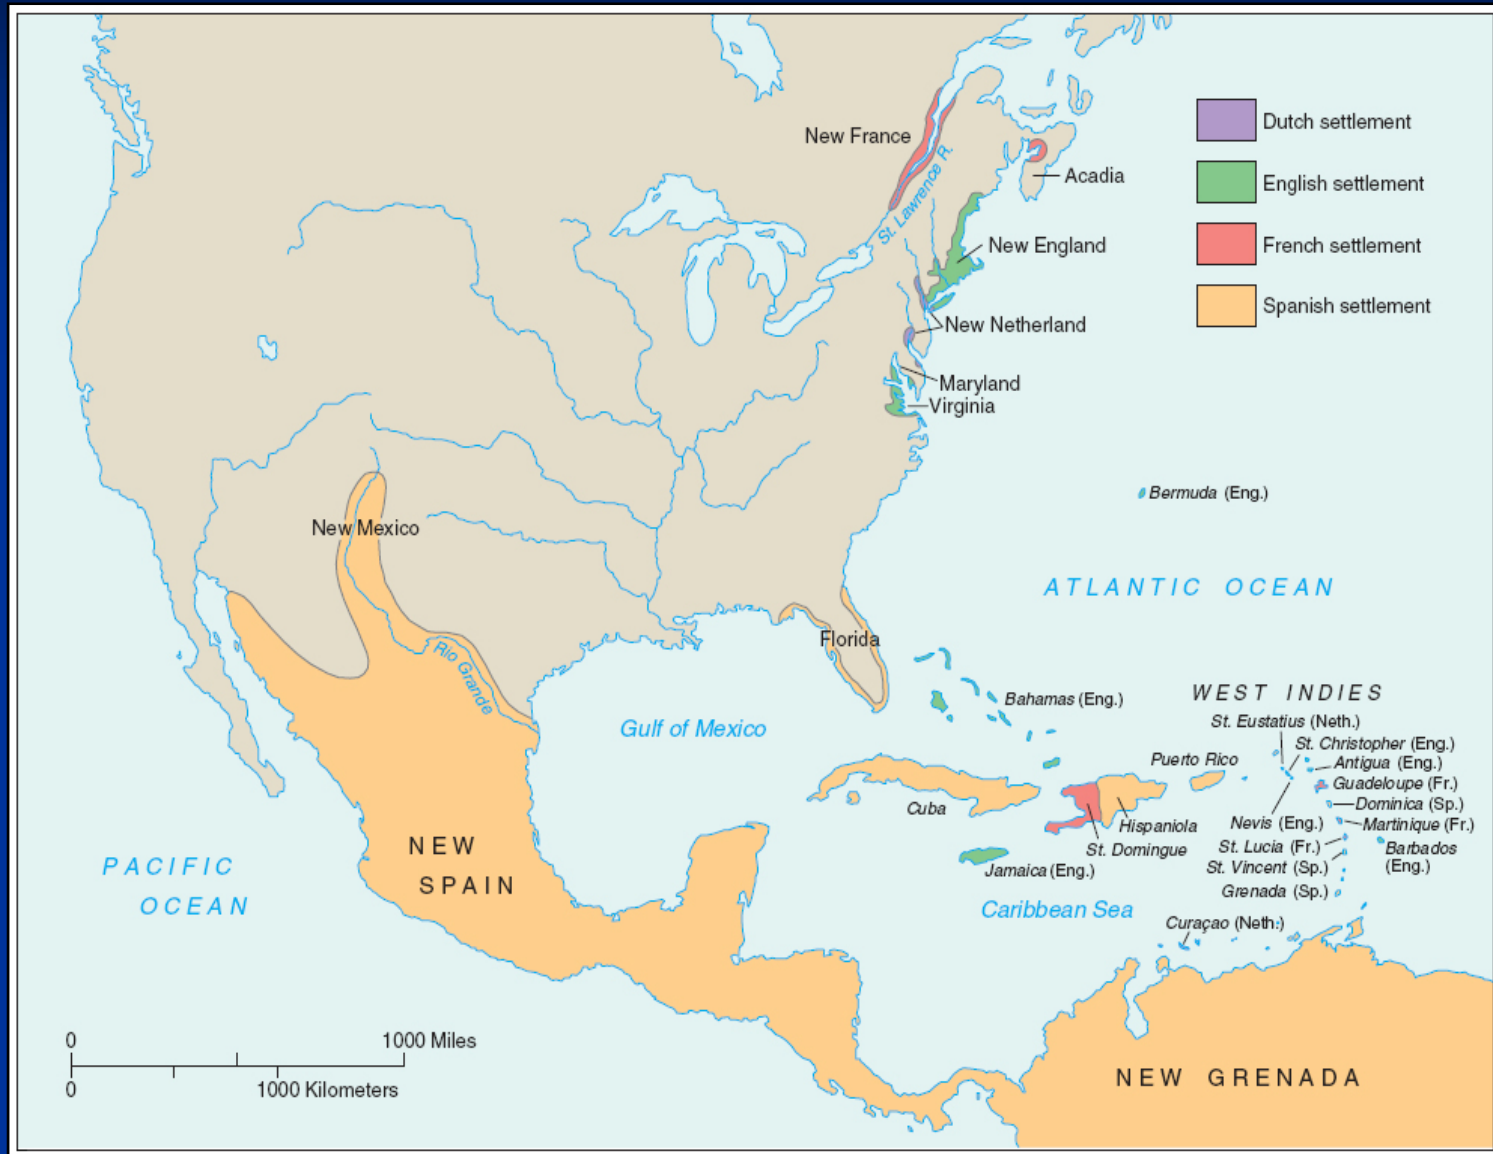 New France
St. Lawrence R.
Acadia
New England
New Netherland
Maryland
Virginia
Dutch settlement
English settlement
French settlement
Spanish settlement
Bermuda (Eng.)
ATLANTIC OCEAN
New Mexico
Rio Grande
Florida
Gulf of Mexico
Bahamas (Eng.)
WEST INDIES
St. Eustatius (Neth.)
St. Christopher (Eng.)
Antigua (Eng.)
Guadeloupe (Fr.)
Dominica (Sp.)
Martinique (Fr.)
Barbados
(Eng.)
Puerto Rico
Nevis (Eng.)
St. Lucia (Fr.)
St. Vincent (Sp.)
Grenada (Sp.)
Curaçao (Neth.)
Cuba
Hispaniola
St. Domingue
Jamaica (Eng.)
Caribbean Sea
NEW
SPAIN
PACIFIC
OCEAN
NEW GRENADA
0 1000 Miles
0 1000 Kilometers